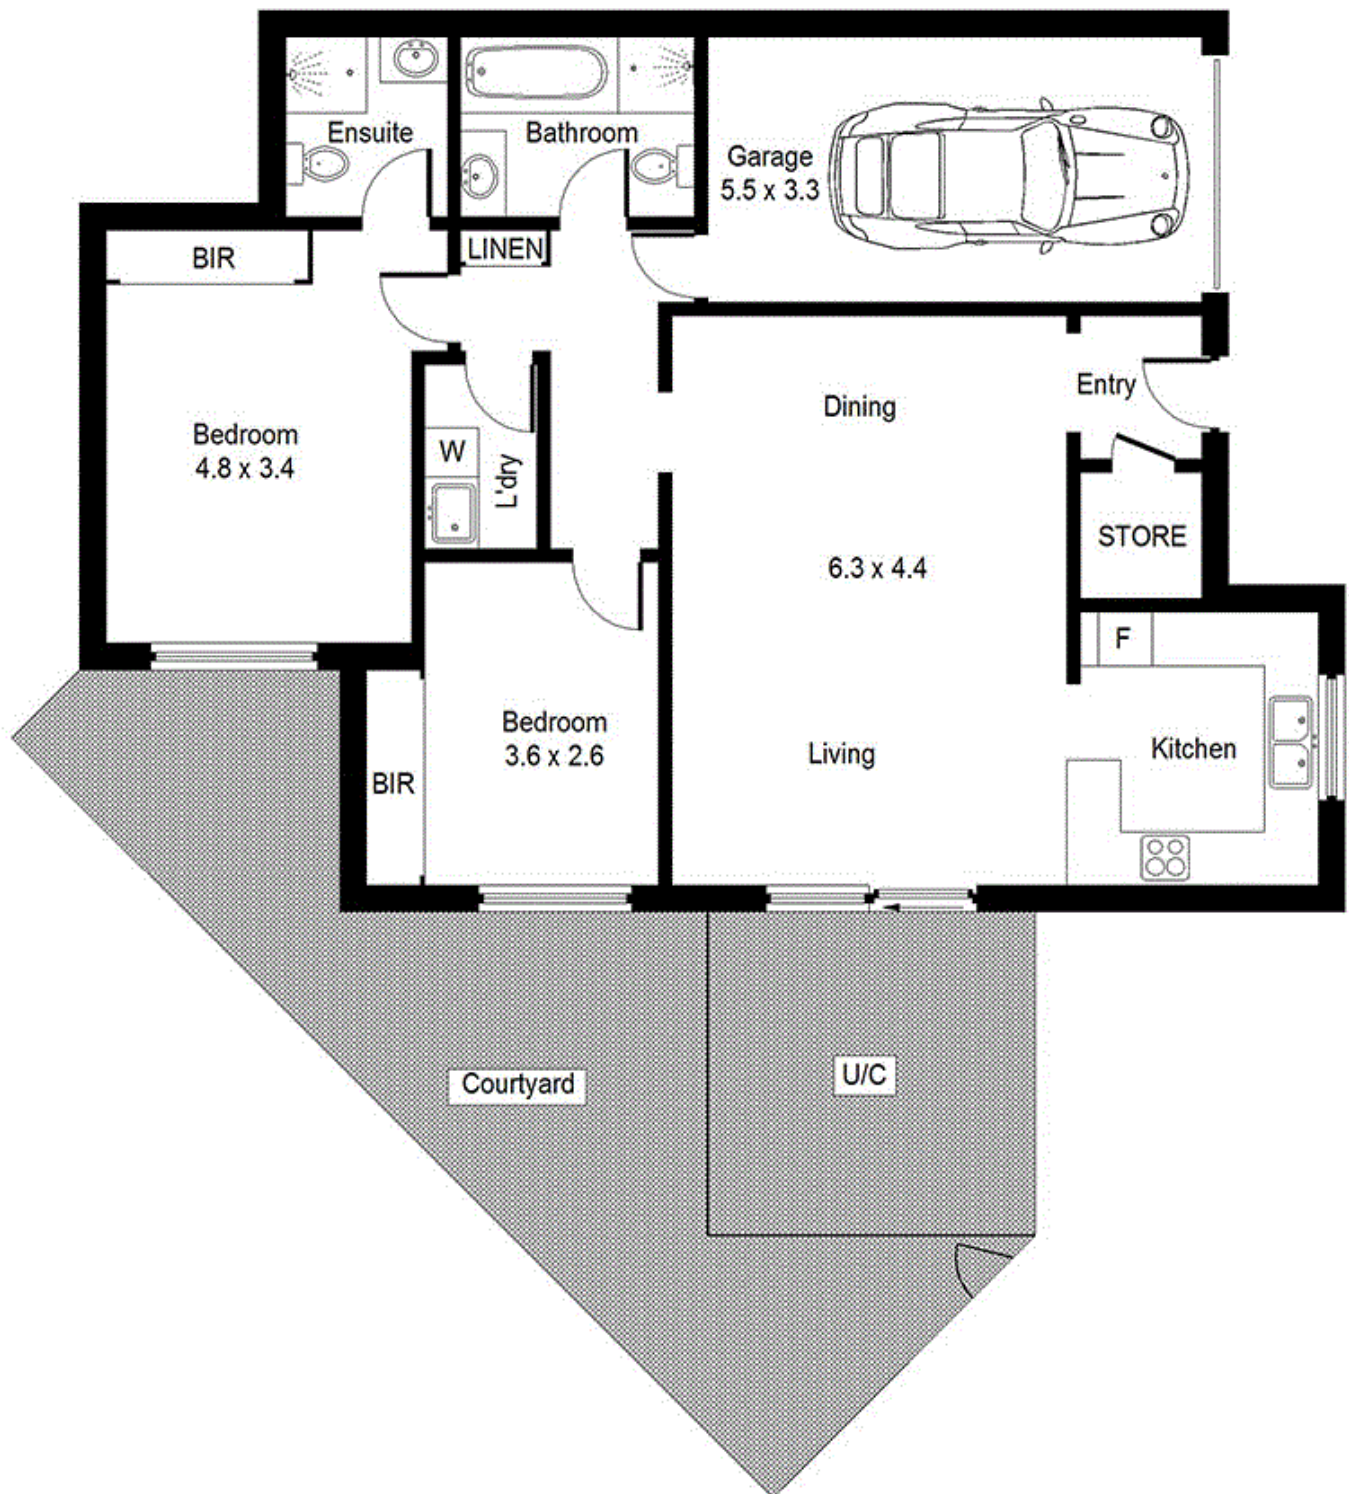 Ensuite
Bathroom
Garage
5.5 x 3.3
BIR
LINEN
Bedroom
4.8 x 3.4
W
L'dry
Dining
Entry
6.3 x 4.4
STORE
F
Bedroom
3.6 x 2.6
BIR
Living
Kitchen
Courtyard
U/C